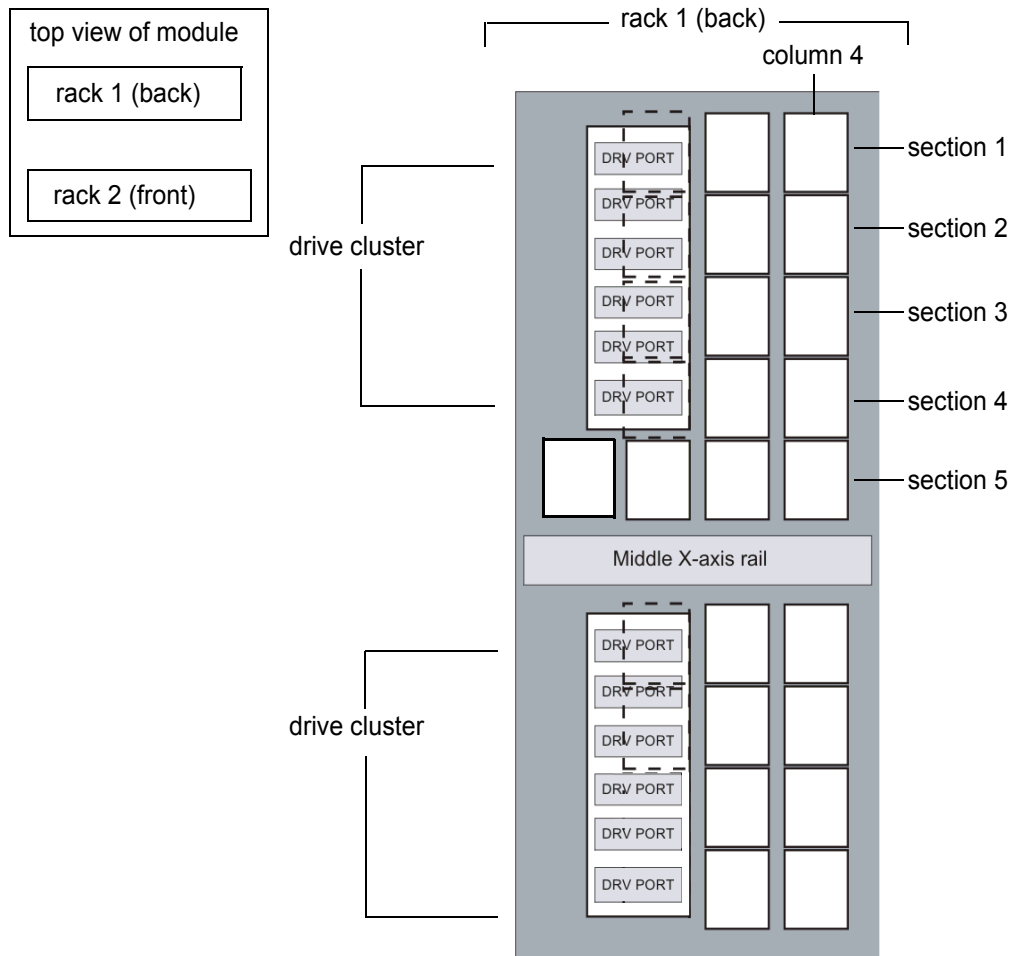 top view of module
rack 1 (back)
rack 2 (front)
rack 1 (back)
column 4
section 1
section 2
section 3
section 4
section 5
drive cluster
DRV PORT
DRV PORT
DRV PORT
DRV PORT
DRV PORT
DRV PORT
Middle X-axis rail
drive cluster
DRV PORT
DRV PORT
DRV PORT
DRV PORT
DRV PORT
DRV PORT